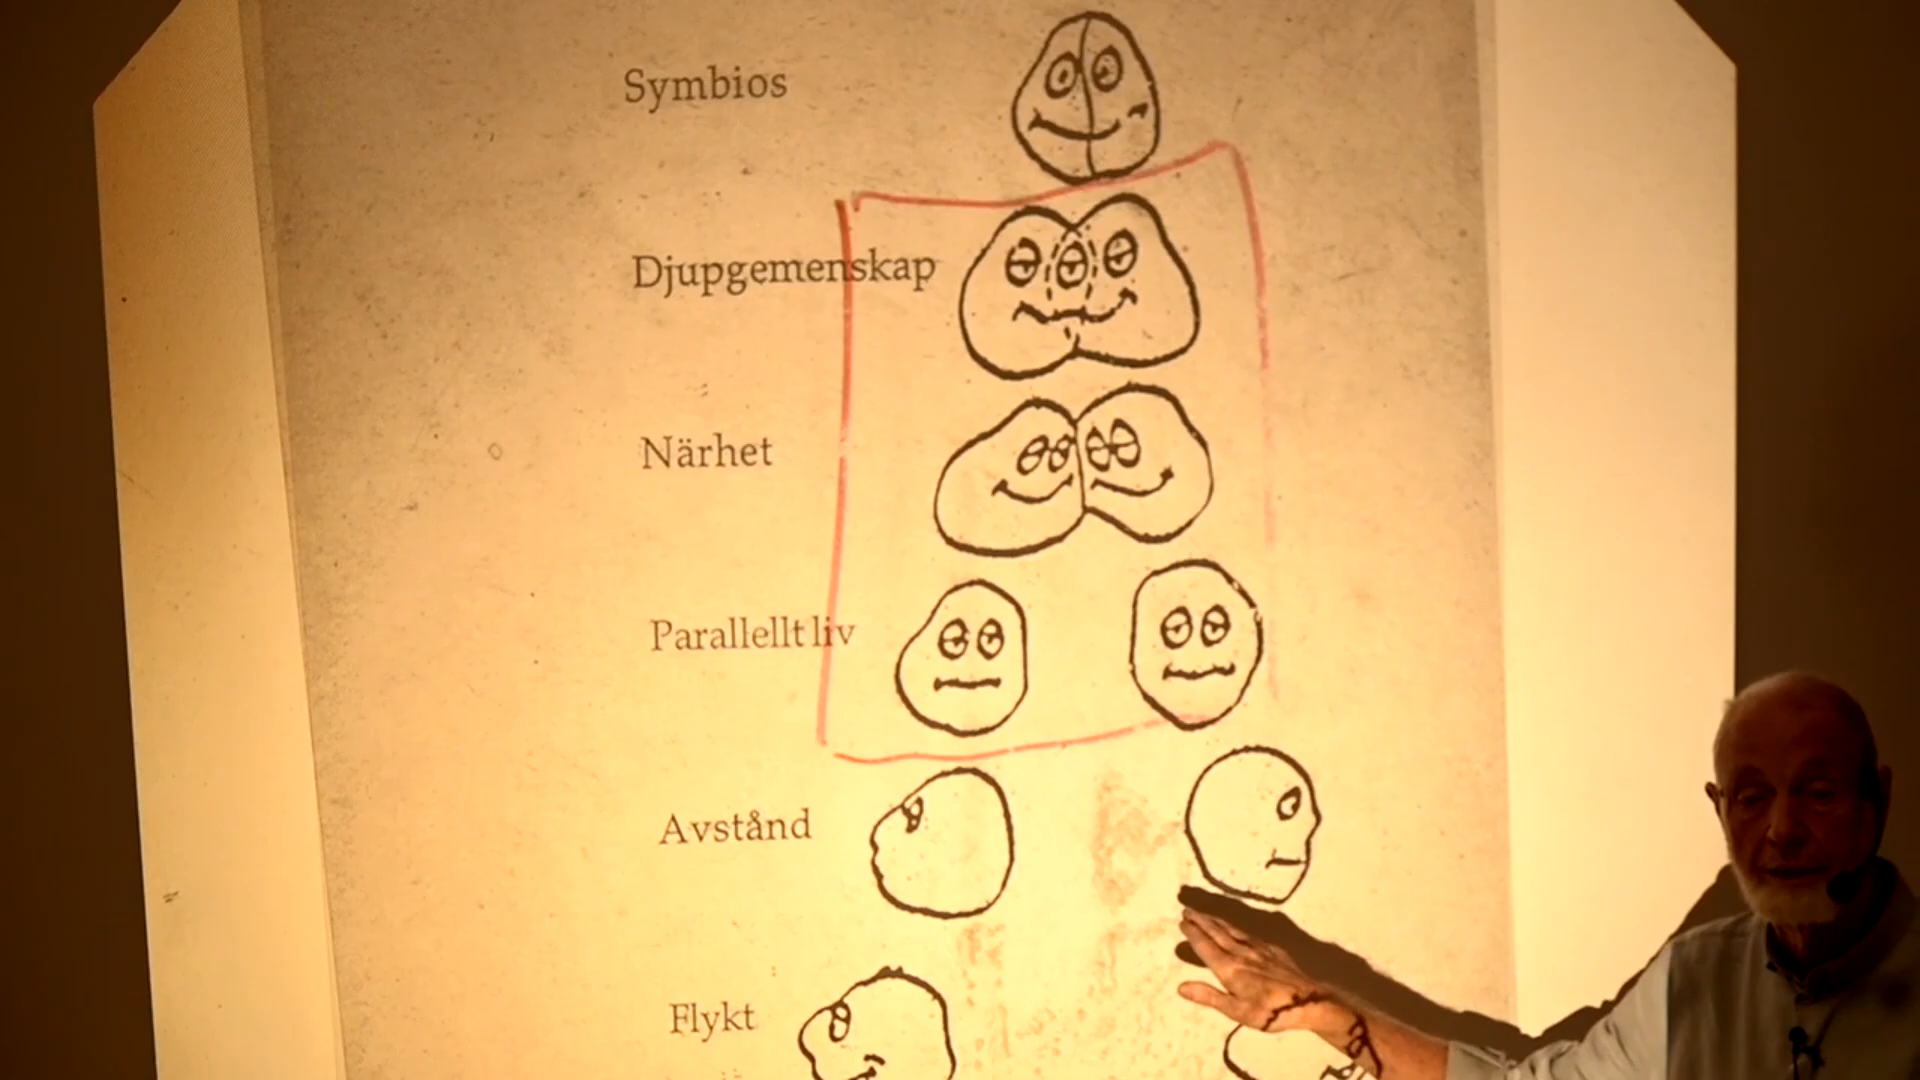 Symbios
Djupgemenskap
Närhet
Parallellt liv
Avstånd
Flykt